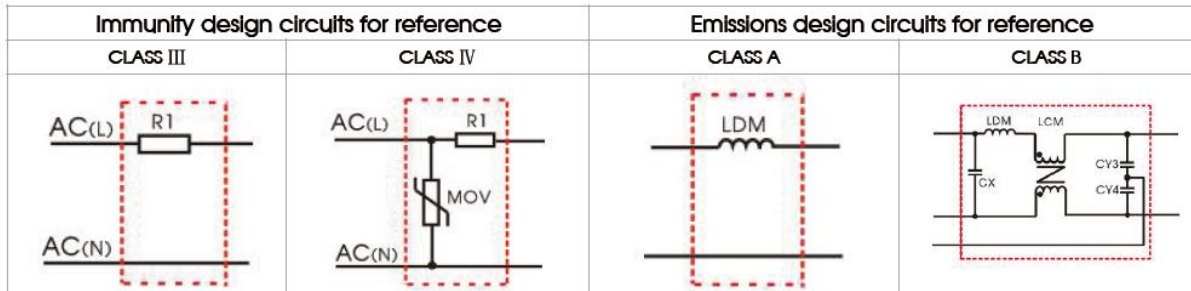 Immunity design circuits for reference
Emissions design circuits for reference
CLASS III
CLASS IV
CLASS A
CLASS B
AC(L)
R1
AC(N)
AC(L)
R1
MOV
AC(N)
LDM
LDM
LCM
CX
CY3
CY4